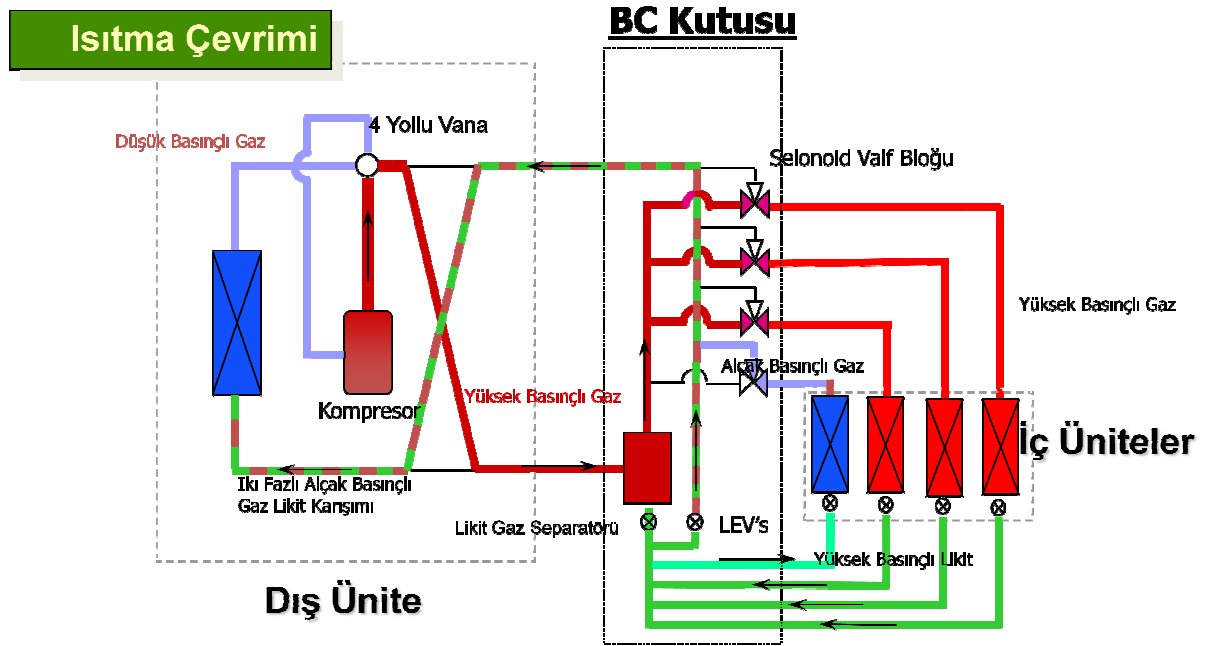 Isıtma Çevrimi
BC Kutusu
Düşük Basınçlı Gaz
4 Yollu Vana
Selonold Valf Bloğu
Yüksek Basınçlı Gaz
Alçak Basınçlı Gaz
Kompresor
Yüksek Basınçlı Gaz
İç Üniteler
Iki Fazlı Alçak Basınçlı
Gaz Likit Karışımı
Likit Gaz Separatörü
LEV's
Yüksek Basınçlı Likit
Dış Ünite